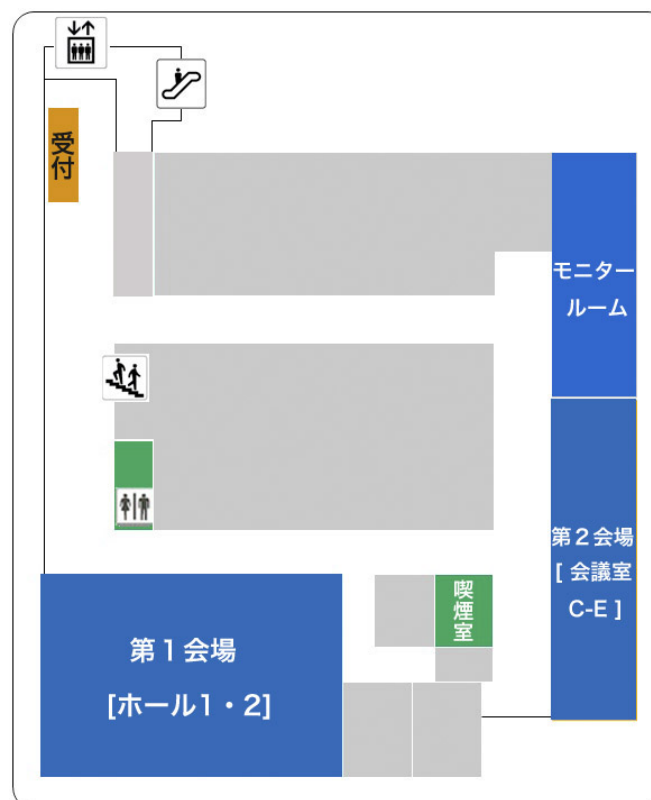 受付
モニター
ルーム
第2会場
[ 会議室
C-E ]
喫煙室
第1会場
[ホール1・2]